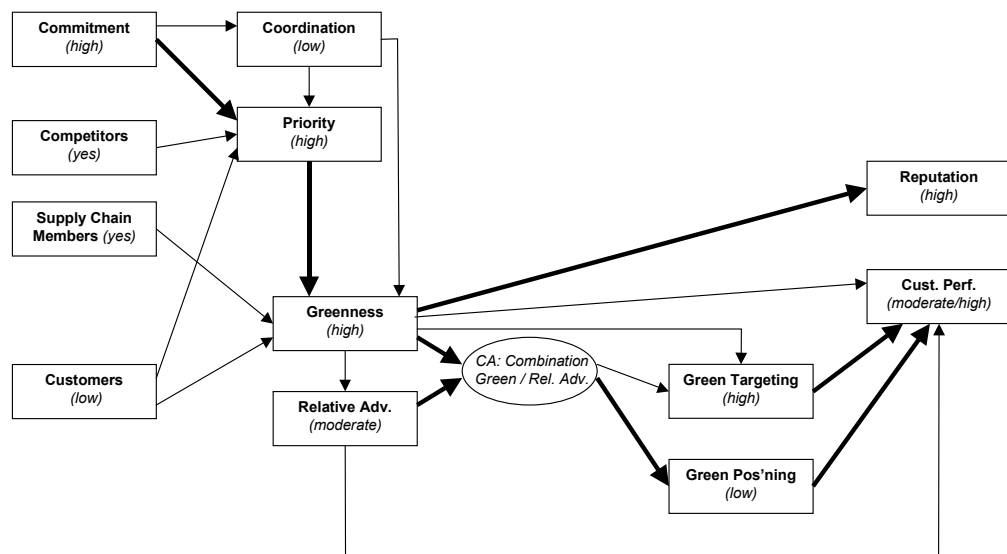 Commitment
(high)
Coordination
(low)
Competitors
(yes)
Priority
(high)
Reputation
(high)
Supply Chain
Members (yes)
Greenness
(high)
Cust. Perf.
(moderate/high)
CA: Combination
Green / Rel. Adv.
Customers
(low)
Green Targeting
(high)
Relative Adv.
(moderate)
Green Pos'ning
(low)